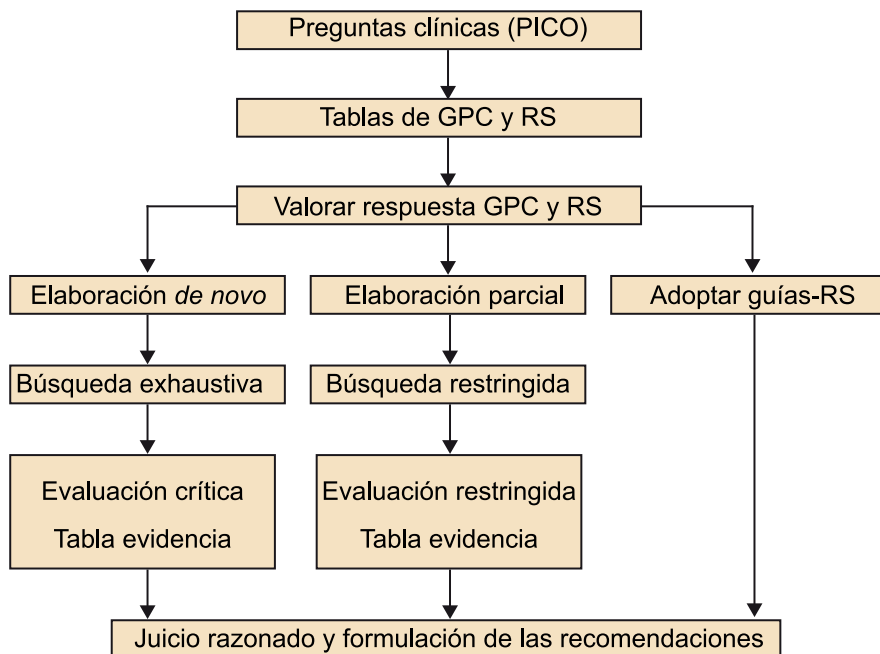 Preguntas clínicas (PICO)
Tablas de GPC y RS
Valorar respuesta GPC y RS
Elaboración de novo
Elaboración parcial
Adoptar guías-RS
Búsqueda exhaustiva
Búsqueda restringida
Evaluación crítica
Tabla evidencia
Evaluación restringida
Tabla evidencia
Juicio razonado y formulación de las recomendaciones